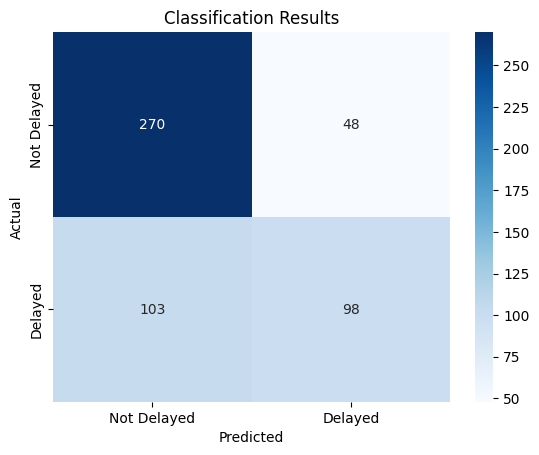 Classification Results
Not Delayed
Delayed
Actual
270
48
103
98
Not Delayed
Delayed
Predicted
250
225
200
175
150
125
100
75
50